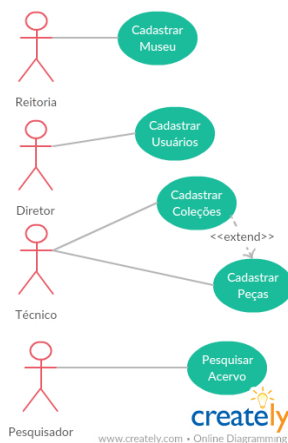 Cadastrar
Museu
Reitoria
Cadastrar
Usuários
Diretor
Cadastrar
Coleções
<<extend>>
Cadastrar
Peças
Técnico
Pesquisar
Acervo
Pesquisador
creately
www.creately.com • Online Diagramming